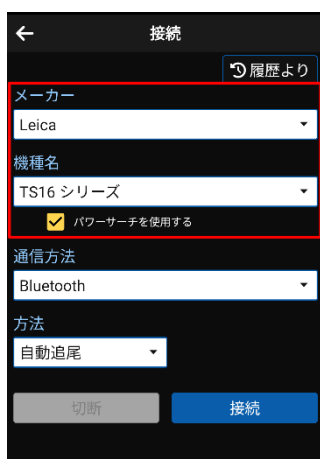 接続
履歴より
メーカー
Leica
機種名
TS16 シリーズ
パワーサーチを使用する
通信方法
Bluetooth
方法
自動追尾
切断 接続